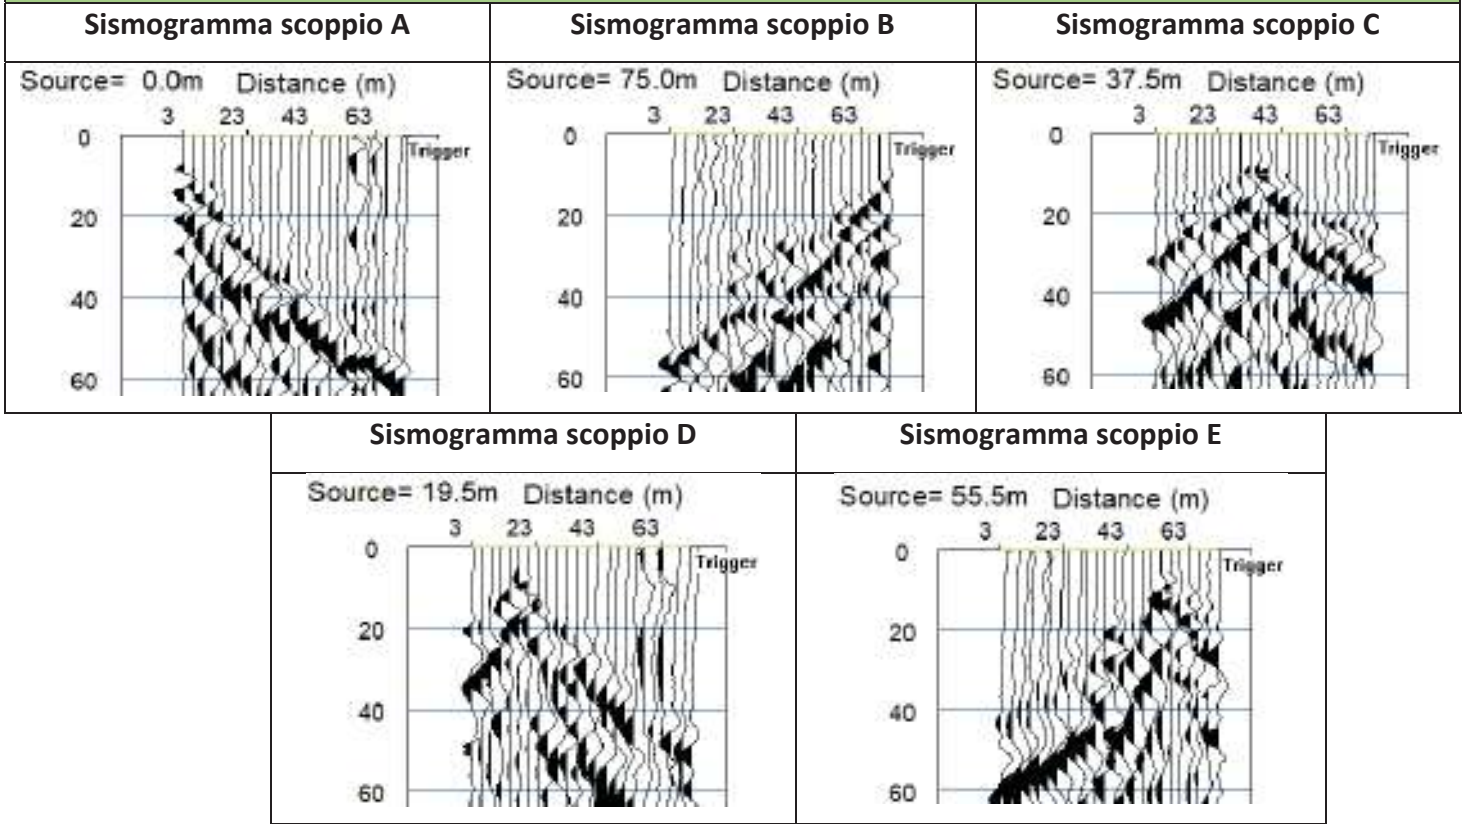 Sismogramma scoppio A
Sismogramma scoppio B
Sismogramma scoppio C
Source= 0.0m Distance (m)
3 23 43 63
0
Trigger
20
40
60
Source= 75.0m Distance (m)
3 23 43 63
0
Trigger
20
40
60
Source= 37.5m Distance (m)
3 23 43 63
0
Trigger
20
40
60
Sismogramma scoppio D
Sismogramma scoppio E
Source= 19.5m Distance (m)
3 23 43 63
0
Trigger
20
40
60
Source= 55.5m Distance (m)
3 23 43 63
0
Trigger
20
40
60